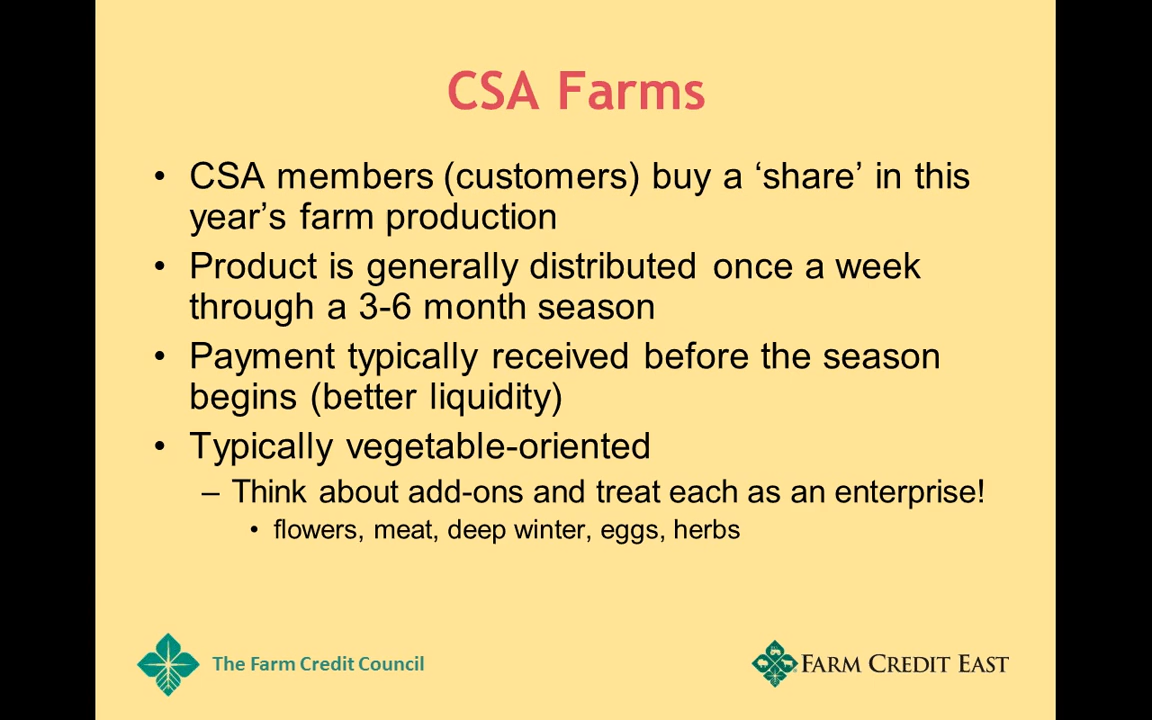 CSA Farms
• CSA members (customers) buy a ‘share’ in this
year’s farm production
• Product is generally distributed once a week
through a 3-6 month season
• Payment typically received before the season
begins (better liquidity)
• Typically vegetable-oriented
– Think about add-ons and treat each as an enterprise!
• flowers, meat, deep winter, eggs, herbs
The Farm Credit Council
FARM CREDIT EAST